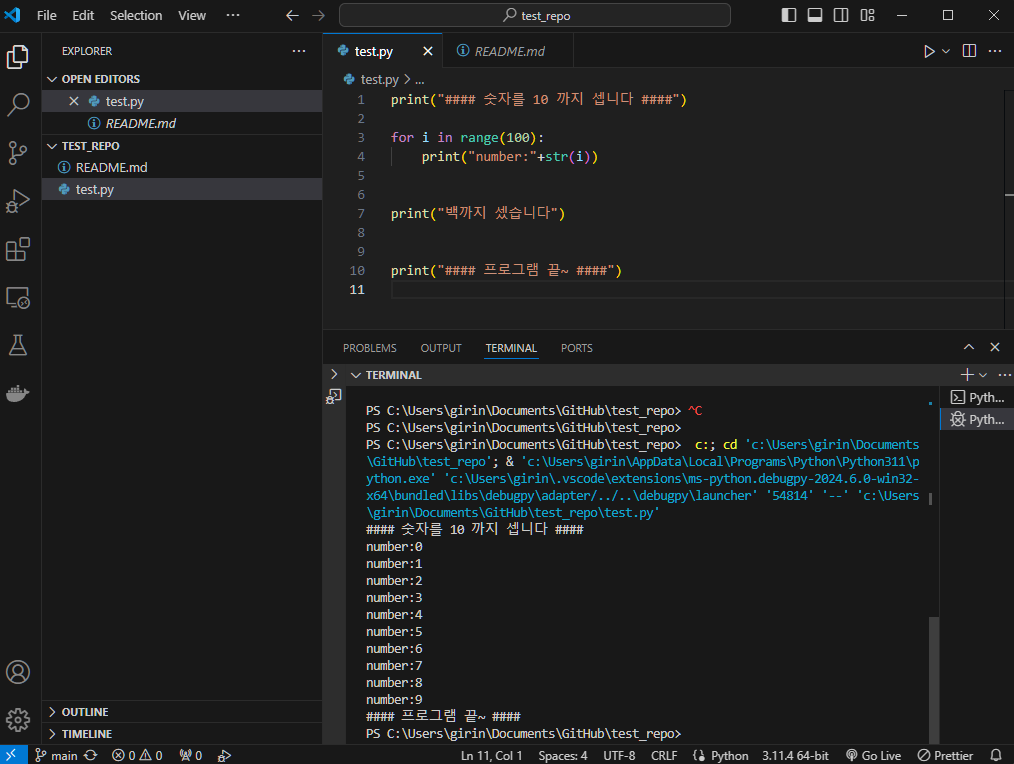 File Edit Selection View ··· test_repo
EXPLORER ···
OPEN EDITORS
test.py
README.md
TEST_REPO
README.md
test.py
OUTLINE
TIMELINE
test.py README.md
test.py > ...
1 print("#### 숫자를 10 까지 셉니다 ####")
2
3 for i in range(100):
4 print("number:"+str(i))
5
6
7 print("백까지 셌습니다")
8
9
10 print("#### 프로그램 끝~ ####")
11
PROBLEMS OUTPUT TERMINAL PORTS
TERMINAL
Pyth...
Pyth...
PS C:\Users\girin\Documents\GitHub\test_repo> ^C
PS C:\Users\girin\Documents\GitHub\test_repo>
PS C:\Users\girin\Documents\GitHub\test_repo>  c:; cd 'c:\Users\girin\Documents
\GitHub\test_repo'; & 'c:\Users\girin\AppData\Local\Programs\Python\Python311\p
ython.exe' 'c:\Users\girin\.vscode\extensions\ms-python.debugpy-2024.6.0-win32-
x64\bundled\libs\debugpy\adapter/../..\debugpy\launcher' '54814' '--' 'c:\Users
\girin\Documents\GitHub\test_repo\test.py'
#### 숫자를 10 까지 셉니다 ####
number:0
number:1
number:2
number:3
number:4
number:5
number:6
number:7
number:8
number:9
#### 프로그램 끝~ ####
PS C:\Users\girin\Documents\GitHub\test_repo>
main 0 0 0 Ln 11, Col 1 Spaces: 4 UTF-8 CRLF Python 3.11.4 64-bit Go Live Prettier